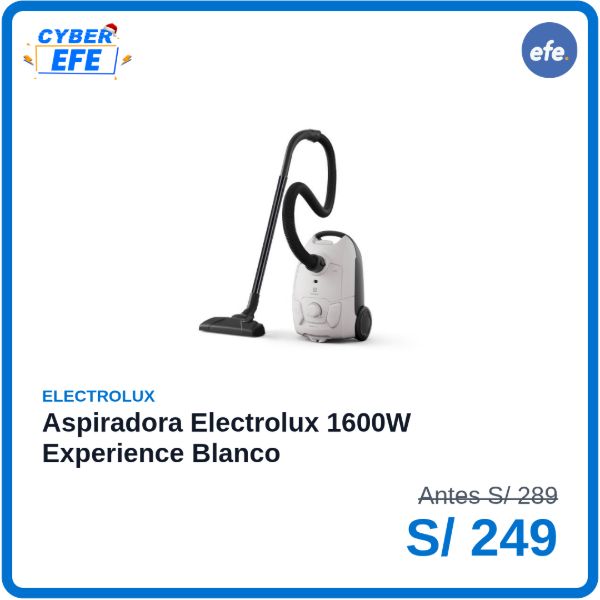 CYBER
EFE
efe.
ELECTROLUX
Aspiradora Electrolux 1600W
Experience Blanco
Antes S/ 289
S/ 249